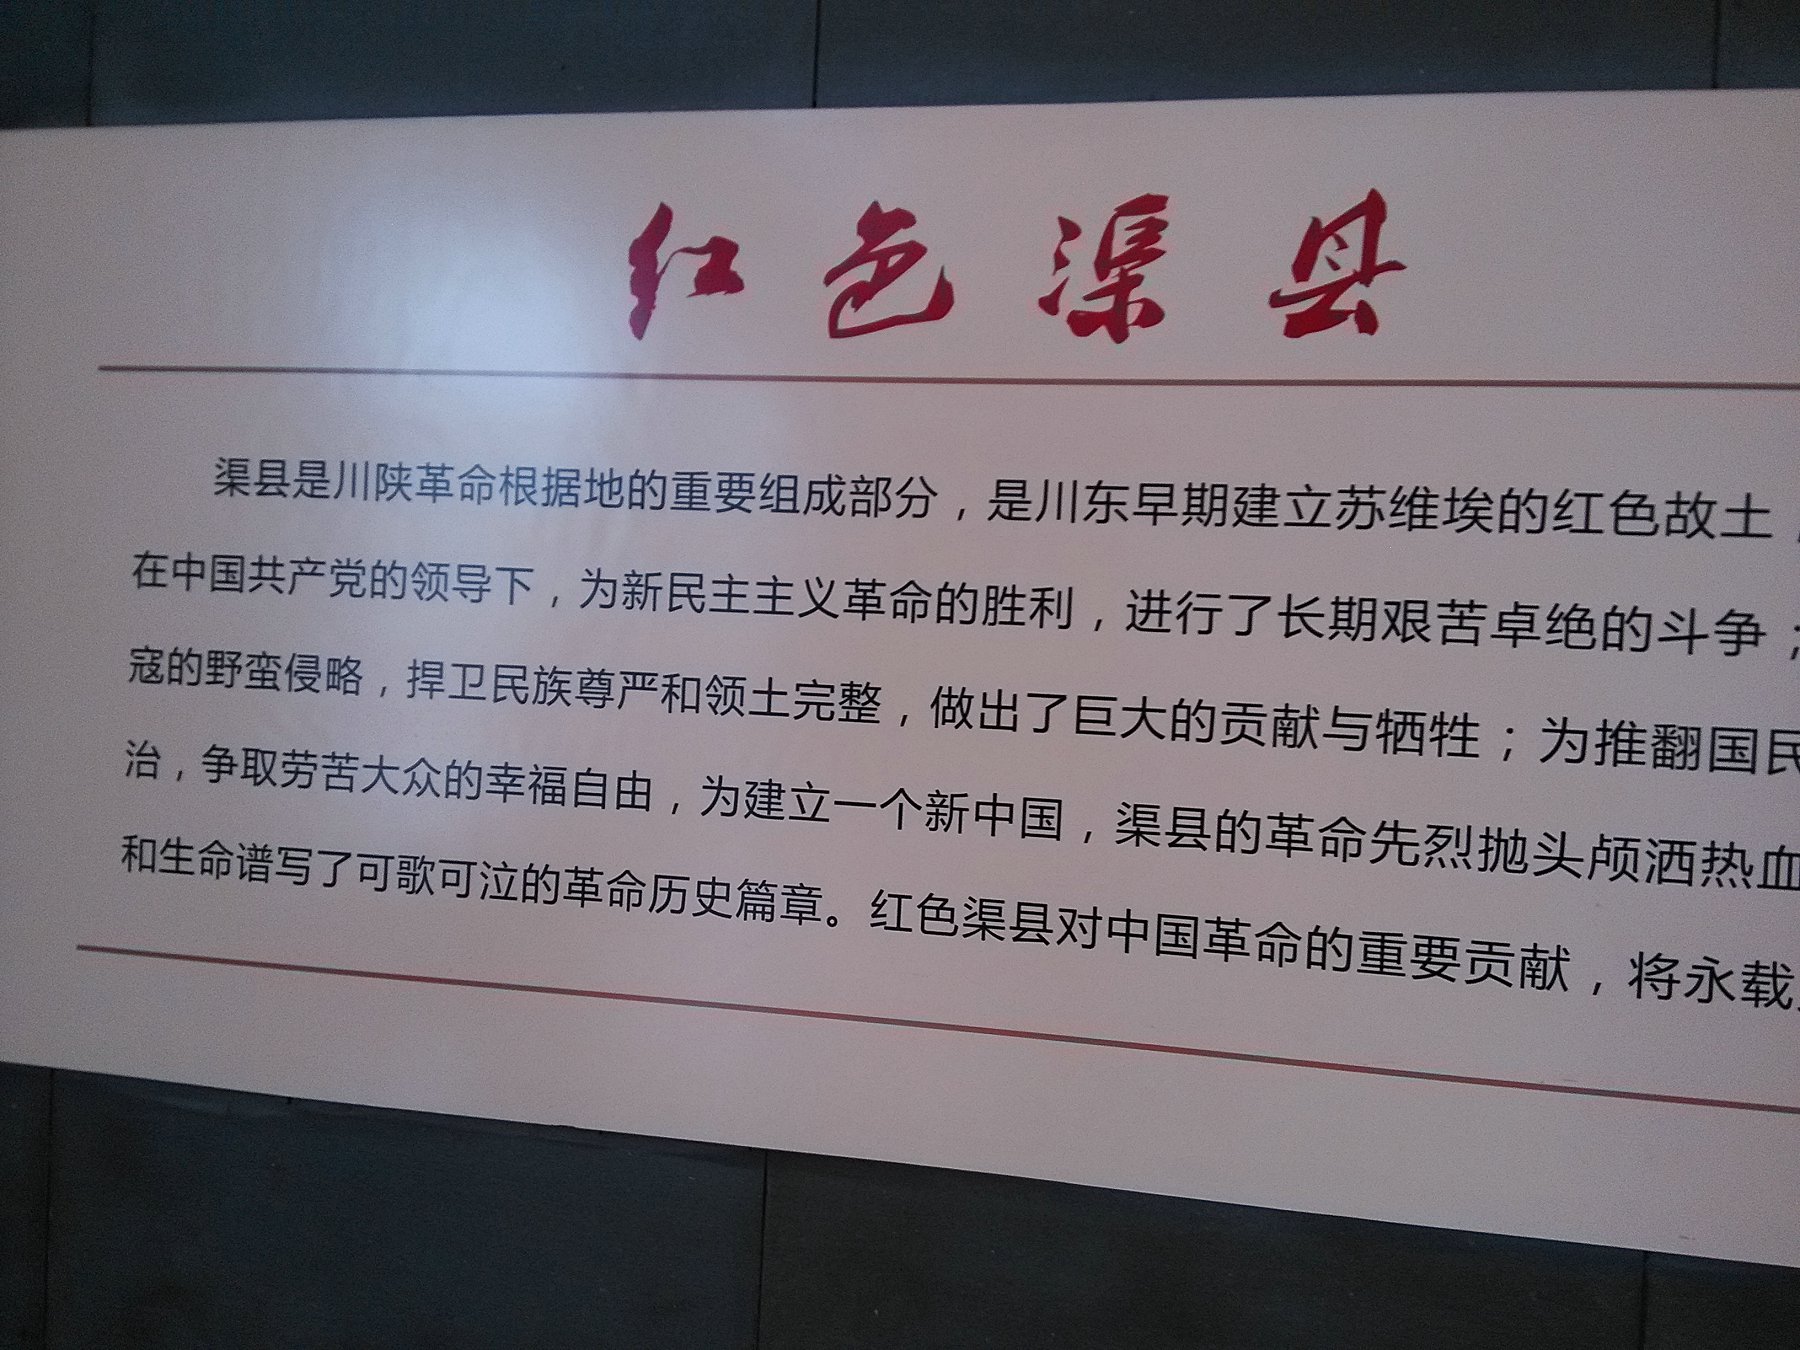 红色渠县
渠县是川陕革命根据地的重要组成部分，是川东早期建立苏维埃的红色故土，
在中国共产党的领导下，为新民主主义革命的胜利，进行了长期艰苦卓绝的斗争；
寇的野蛮侵略，捍卫民族尊严和领土完整，做出了巨大的贡献与牺牲；为推翻国民
治，争取劳苦大众的幸福自由，为建立一个新中国，渠县的革命先烈抛头颅洒热血
和生命谱写了可歌可泣的革命历史篇章。红色渠县对中国革命的重要贡献，将永载